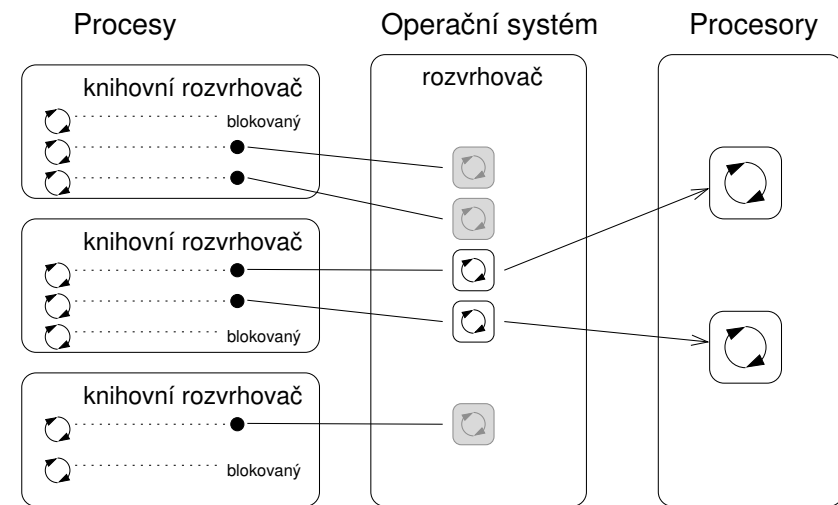 Procesy
Operační systém
Procesory
knihovní rozvrhovač
blokovaný
knihovní rozvrhovač
blokovaný
knihovní rozvrhovač
blokovaný
rozvrhovač